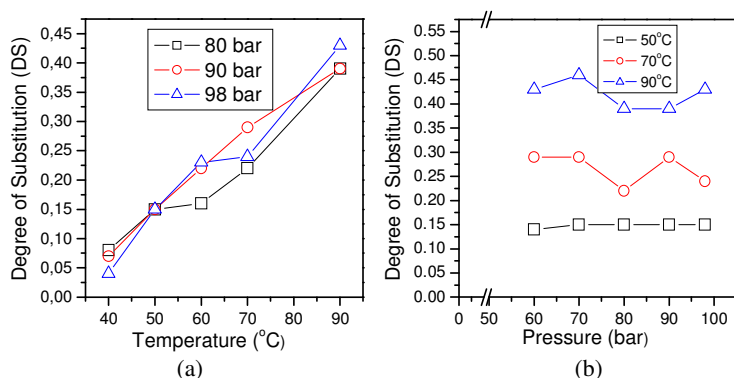 Degree of Substitution (DS)
0,45
0,40
0,35
0,30
0,25
0,20
0,15
0,10
0,05
0,00
80 bar
90 bar
98 bar
40 50 60 70 80 90
Temperature (°C)
(a)
Degree of Substitution (DS)
0.55
0.50
0.45
0.40
0.35
0.30
0.25
0.20
0.15
0.10
0.05
0.00
50°C
70°C
90°C
0 50 60 70 80 90 100
Pressure (bar)
(b)